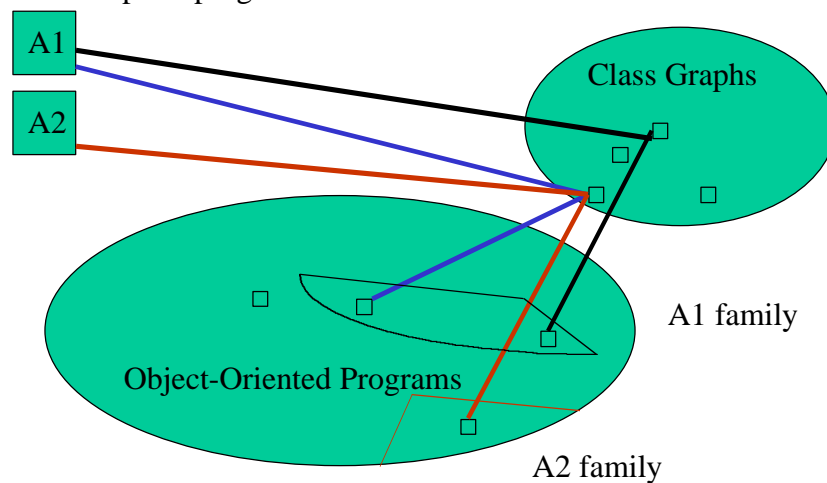 A1
Class Graphs
A2
A1 family
Object-Oriented Programs
A2 family